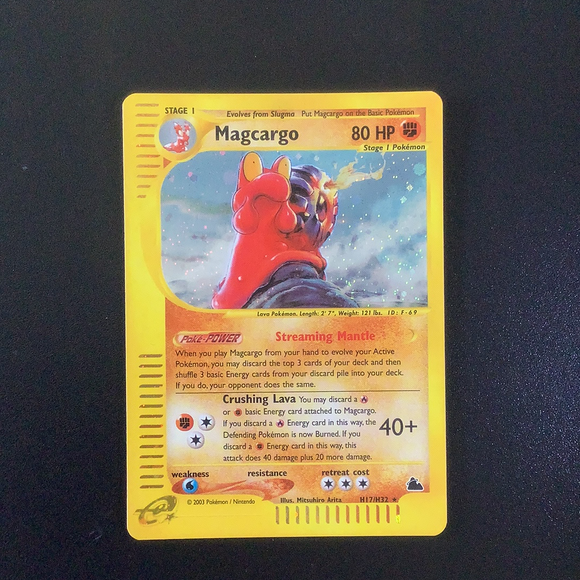 STAGE 1
Evolves from Slugma Put Magcargo on the Basic Pokémon
Magcargo 80 HP
Stage 1 Pokémon
Lava Pokémon. Length: 2' 7", Weight: 121 lbs. ID: F-69
Poké-POWER Streaming Mantle
When you play Magcargo from your hand to evolve your Active
Pokémon, you may discard the top 3 cards of your deck and then
shuffle 3 basic Energy cards from your discard pile into your deck.
If you do, your opponent does the same.
Crushing Lava You may discard a
or basic Energy card attached to Magcargo.
If you discard a Energy card in this way, the
Defending Pokémon is now Burned. If you
discard a Energy card in this way, this
attack does 40 damage plus 20 more damage.
40+
weakness resistance retreat cost
© 2003 Pokémon / Nintendo Illus. Mitsuhiro Arita H17/H32 ★
e